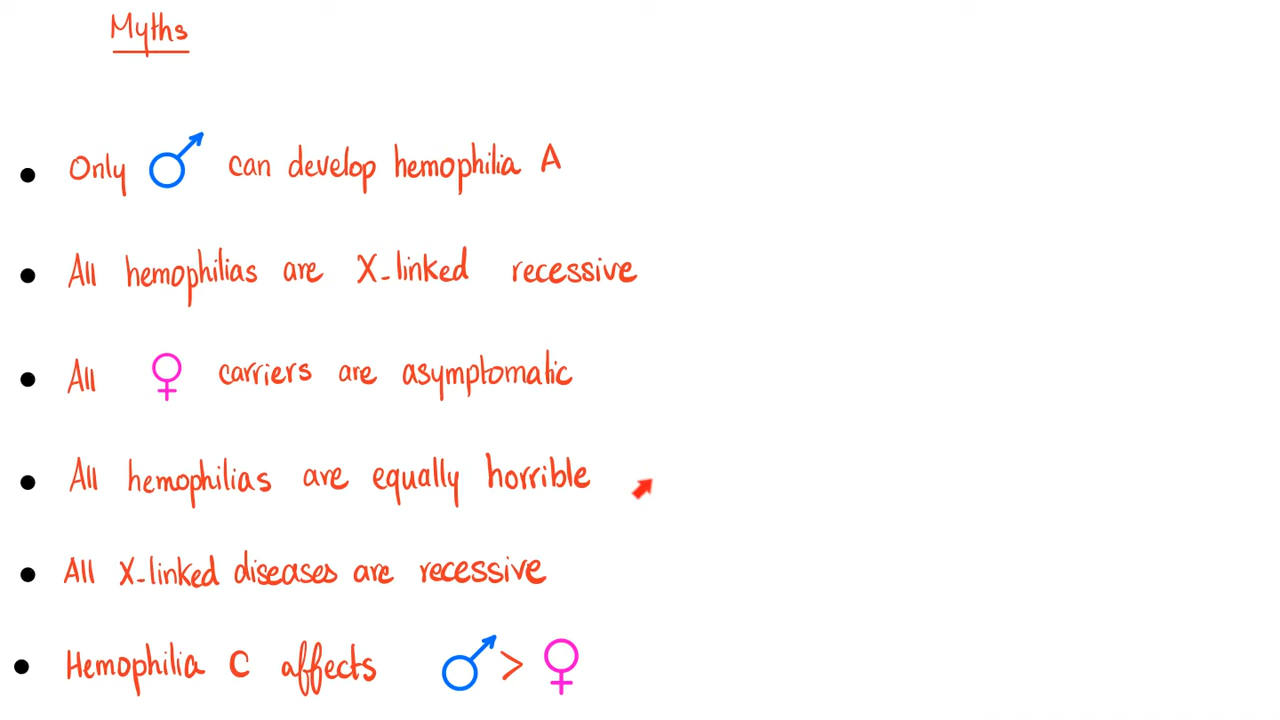 Myths
• Only ♂ can develop hemophilia A
• All hemophilias are X-linked recessive
• All ♀ carriers are asymptomatic
• All hemophilias are equally horrible
• All X-linked diseases are recessive
• Hemophilia C affects ♂ > ♀